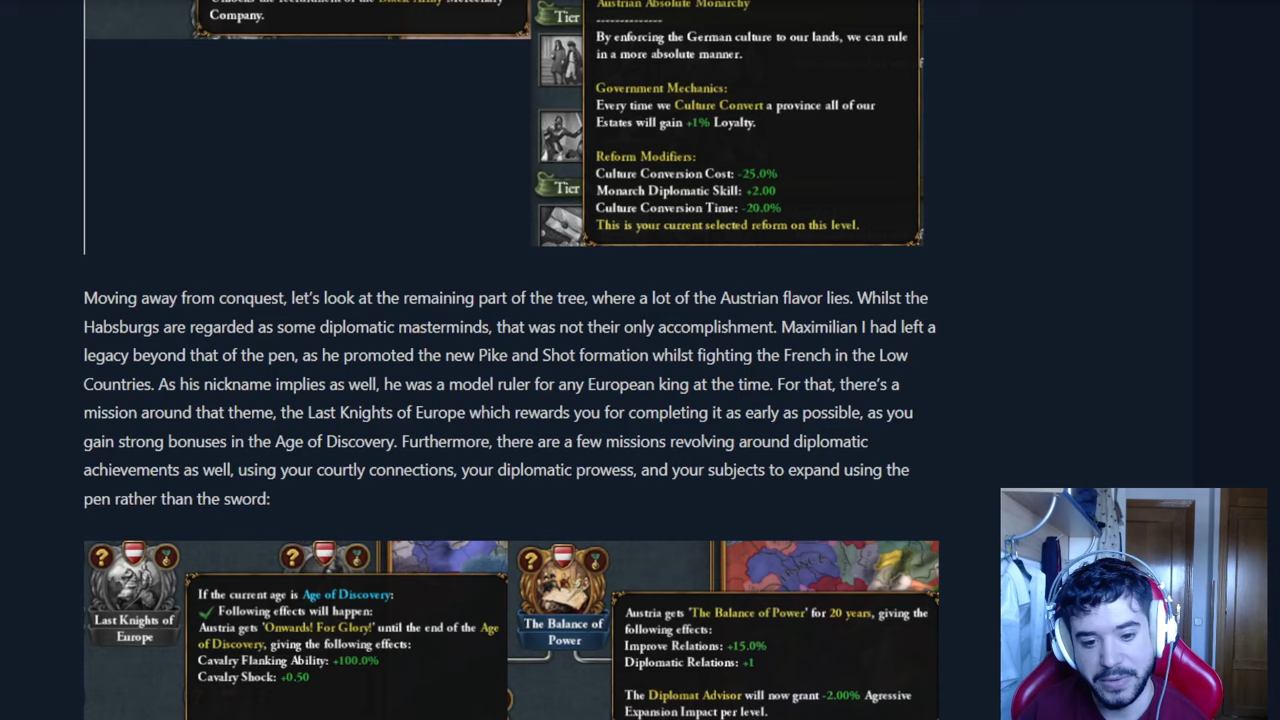 Unlocks the recruitment of the Black Army Mercenary
Company.
Tier
Austrian Absolute Monarchy
--------------
By enforcing the German culture to our lands, we can rule
in a more absolute manner.
Government Mechanics:
Every time we Culture Convert a province all of our
Estates will gain +1% Loyalty.
Reform Modifiers:
Culture Conversion Cost: -25.0%
Tier
Monarch Diplomatic Skill: +2.00
Culture Conversion Time: -20.0%
This is your current selected reform on this level.
Moving away from conquest, let's look at the remaining part of the tree, where a lot of the Austrian flavor lies. Whilst the
Habsburgs are regarded as some diplomatic masterminds, that was not their only accomplishment. Maximilian I had left a
legacy beyond that of the pen, as he promoted the new Pike and Shot formation whilst fighting the French in the Low
Countries. As his nickname implies as well, he was a model ruler for any European king at the time. For that, there's a
mission around that theme, the Last Knights of Europe which rewards you for completing it as early as possible, as you
gain strong bonuses in the Age of Discovery. Furthermore, there are a few missions revolving around diplomatic
achievements as well, using your courtly connections, your diplomatic prowess, and your subjects to expand using the
pen rather than the sword:
Last Knights of
Europe
If the current age is Age of Discovery:
Following effects will happen:
Austria gets 'Onwards! For Glory!' until the end of the Age
of Discovery, giving the following effects:
Cavalry Flanking Ability: +100.0%
Cavalry Shock: +0.50
The Balance of
Power
Austria gets 'The Balance of Power' for 20 years, giving the
following effects:
Improve Relations: +15.0%
Diplomatic Relations: +1
The Diplomat Advisor will now grant -2.00% Agressive
Expansion Impact per level.